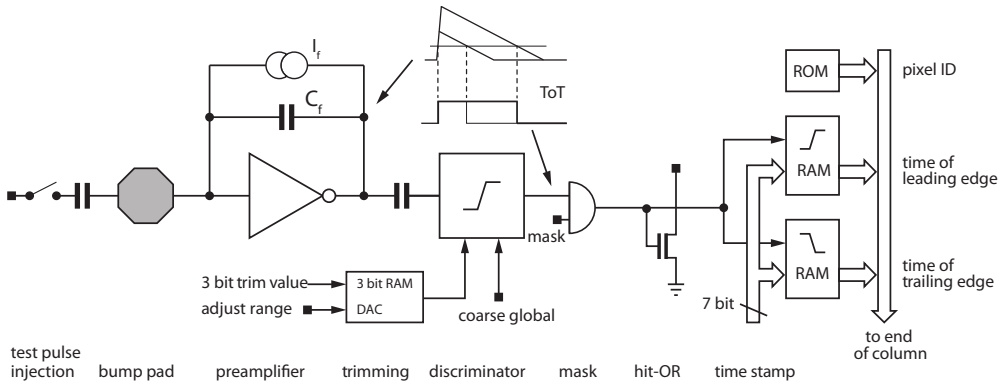 I_f
C_f
ToT
ROM
pixel ID
RAM
time of
leading edge
mask
RAM
time of
trailing edge
3 bit trim value
3 bit RAM
adjust range
DAC
coarse global
7 bit
to end
of column
test pulse
injection
bump pad
preamplifier
trimming
discriminator
mask
hit-OR
time stamp